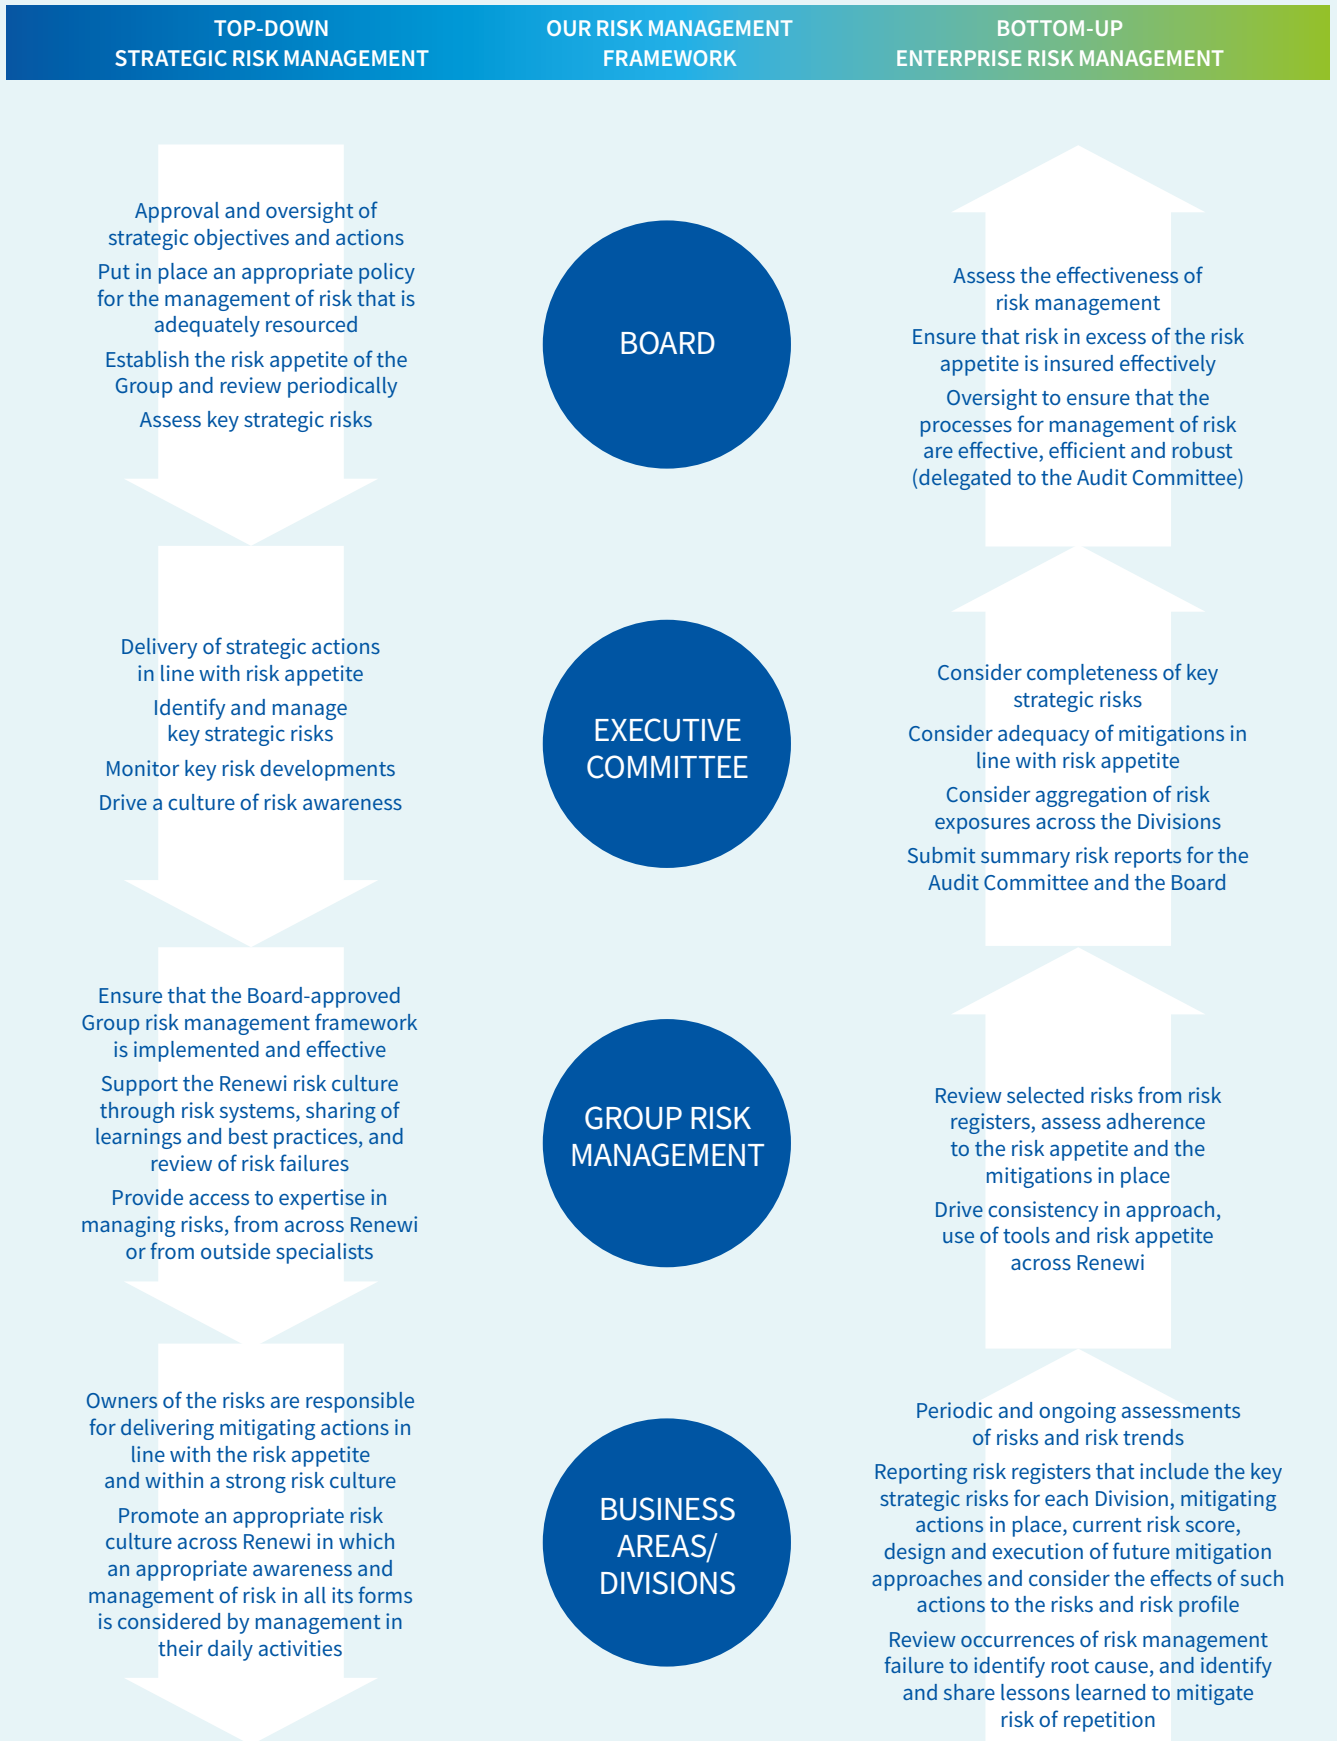 TOP-DOWN
STRATEGIC RISK MANAGEMENT
OUR RISK MANAGEMENT
FRAMEWORK
BOTTOM-UP
ENTERPRISE RISK MANAGEMENT
Approval and oversight of
strategic objectives and actions
Put in place an appropriate policy
for the management of risk that is
adequately resourced
Establish the risk appetite of the
Group and review periodically
Assess key strategic risks
BOARD
Assess the effectiveness of
risk management
Ensure that risk in excess of the risk
appetite is insured effectively
Oversight to ensure that the
processes for management of risk
are effective, efficient and robust
(delegated to the Audit Committee)
Delivery of strategic actions
in line with risk appetite
Identify and manage
key strategic risks
Monitor key risk developments
Drive a culture of risk awareness
EXECUTIVE
COMMITTEE
Consider completeness of key
strategic risks
Consider adequacy of mitigations in
line with risk appetite
Consider aggregation of risk
exposures across the Divisions
Submit summary risk reports for the
Audit Committee and the Board
Ensure that the Board-approved
Group risk management framework
is implemented and effective
Support the Renewi risk culture
through risk systems, sharing of
learnings and best practices, and
review of risk failures
Provide access to expertise in
managing risks, from across Renewi
or from outside specialists
GROUP RISK
MANAGEMENT
Review selected risks from risk
registers, assess adherence
to the risk appetite and the
mitigations in place
Drive consistency in approach,
use of tools and risk appetite
across Renewi
Owners of the risks are responsible
for delivering mitigating actions in
line with the risk appetite
and within a strong risk culture
Promote an appropriate risk
culture across Renewi in which
an appropriate awareness and
management of risk in all its forms
is considered by management in
their daily activities
BUSINESS
AREAS/
DIVISIONS
Periodic and ongoing assessments
of risks and risk trends
Reporting risk registers that include the key
strategic risks for each Division, mitigating
actions in place, current risk score,
design and execution of future mitigation
approaches and consider the effects of such
actions to the risks and risk profile
Review occurrences of risk management
failure to identify root cause, and identify
and share lessons learned to mitigate
risk of repetition